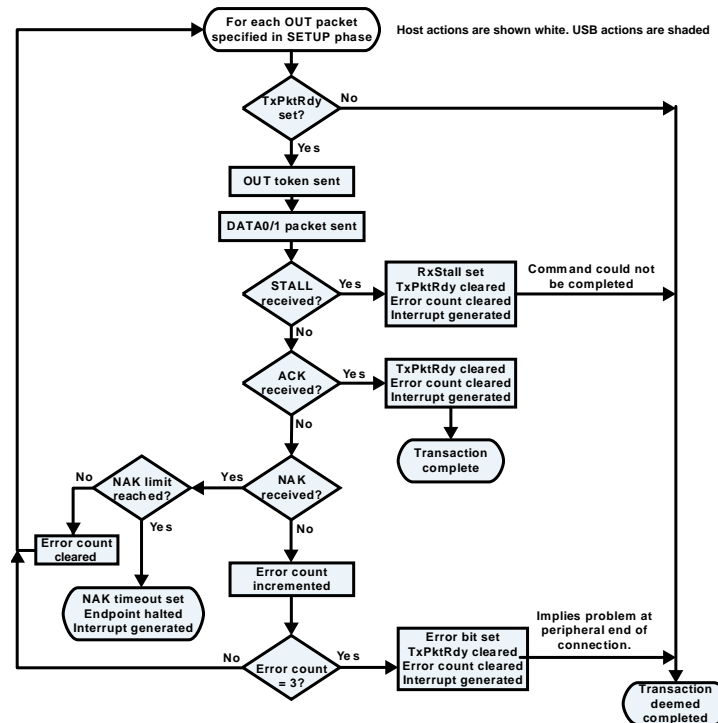 For each OUT packet
specified in SETUP phase
Host actions are shown white. USB actions are shaded
TxPktRdy
set?
No
Yes
OUT token sent
DATA0/1 packet sent
STALL
received?
Yes
RxStall set
TxPktRdy cleared
Error count cleared
Interrupt generated
Command could not
be completed
No
ACK
received?
Yes
TxPktRdy cleared
Error count cleared
Interrupt generated
No
Transaction
complete
NAK
received?
Yes
NAK limit
reached?
No
Yes
Error count
cleared
NAK timeout set
Endpoint halted
Interrupt generated
No
Error count
incremented
Error count
= 3?
No
Yes
Error bit set
TxPktRdy cleared
Error count cleared
Interrupt generated
Implies problem at
peripheral end of
connection.
Transaction
deemed
completed